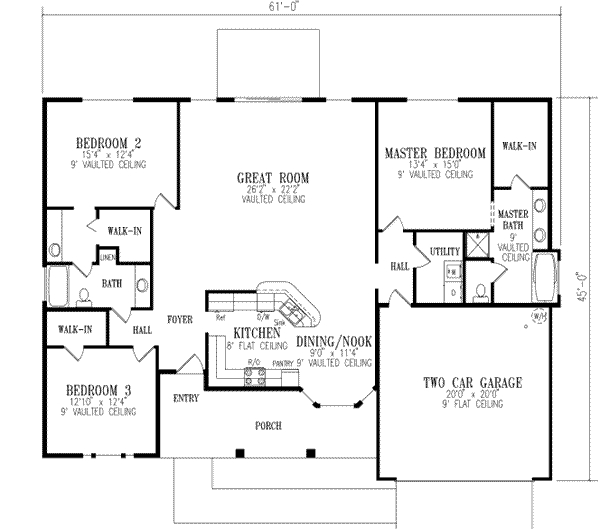 61'-0"
BEDROOM 2
15'4" x 12'4"
9' VAULTED CEILING
GREAT ROOM
26'2" x 22'2"
VAULTED CEILING
MASTER BEDROOM
13'4" x 15'0"
9' VAULTED CEILING
WALK-IN
WALK-IN
MASTER
BATH
9'
VAULTED
CEILING
UTILITY
LINEN
HALL
W
D
BATH
45'-0"
WALK-IN
HALL
FOYER
Ref
D/W
Sink
KITCHEN
8' FLAT CEILING
DINING/NOOK
9'0" x 11'4"
9' VAULTED CEILING
R/O
PANTRY
W/H
BEDROOM 3
12'10" x 12'4"
9' VAULTED CEILING
ENTRY
PORCH
TWO CAR GARAGE
20'0" x 20'0"
9' FLAT CEILING